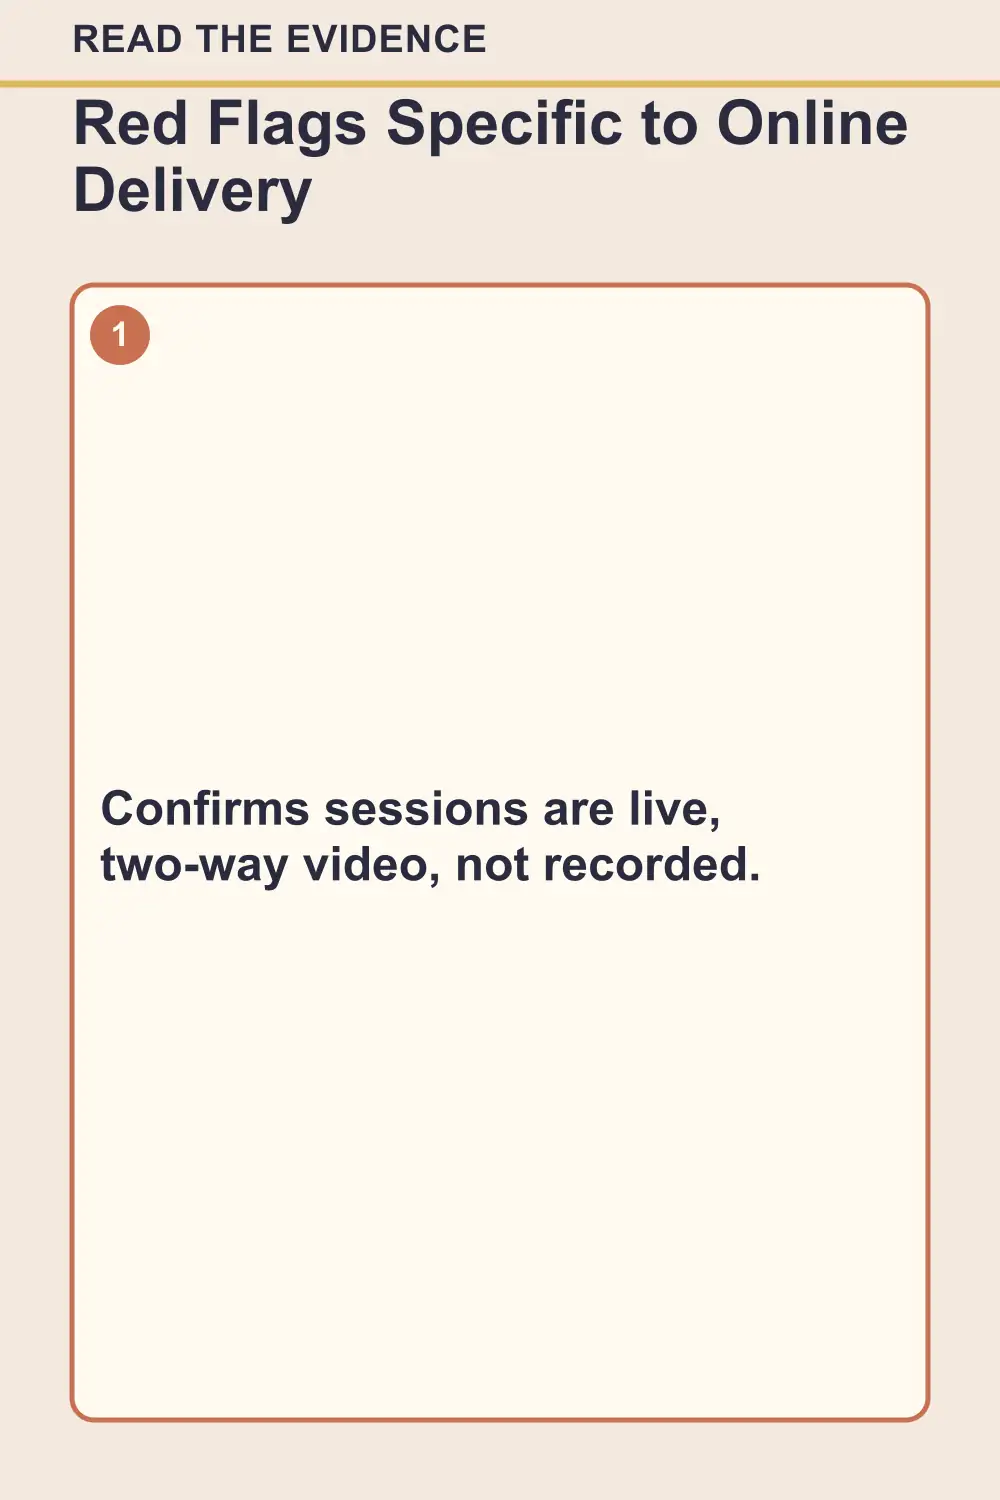 READ THE EVIDENCE
Red Flags Specific to Online
Delivery
1
Confirms sessions are live,
two-way video, not recorded.